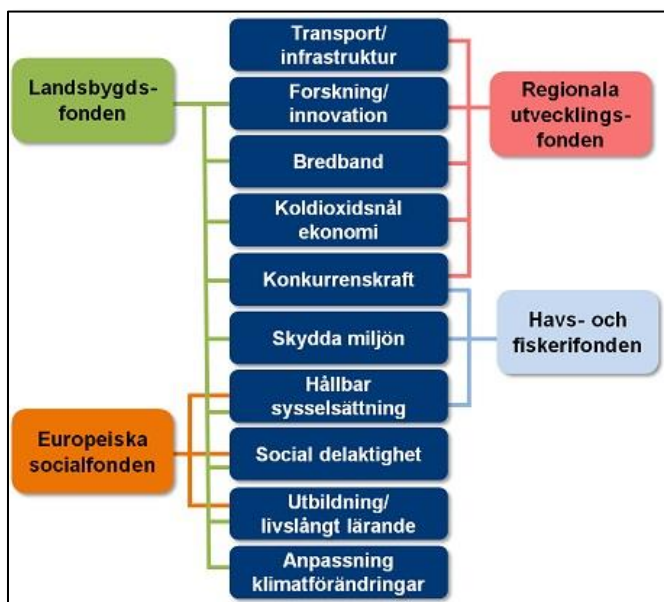 Landsbygds-
fonden
Europeiska
socialfonden
Transport/
infrastruktur
Forskning/
innovation
Bredband
Koldioxidsnål
ekonomi
Konkurrenskraft
Skydda miljön
Hållbar
sysselsättning
Social delaktighet
Utbildning/
livslångt lärande
Anpassning
klimatförändringar
Regionala
utvecklings-
fonden
Havs- och
fiskerifonden